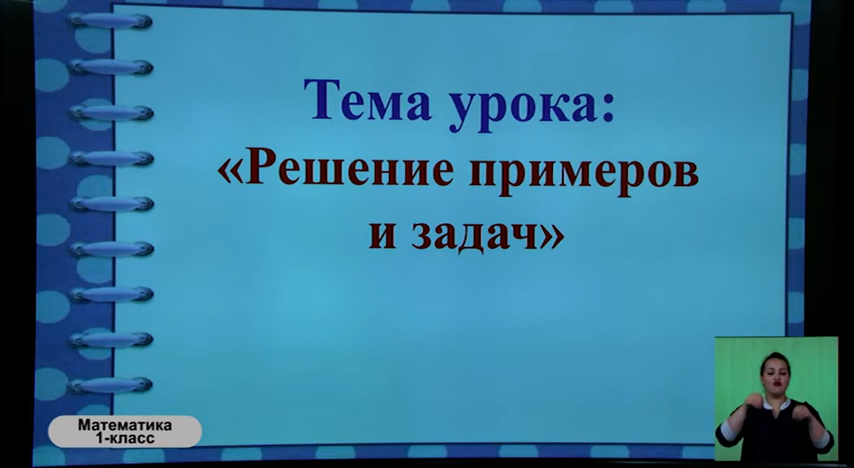 Тема урока:
«Решение примеров
и задач»
Математика
1-класс